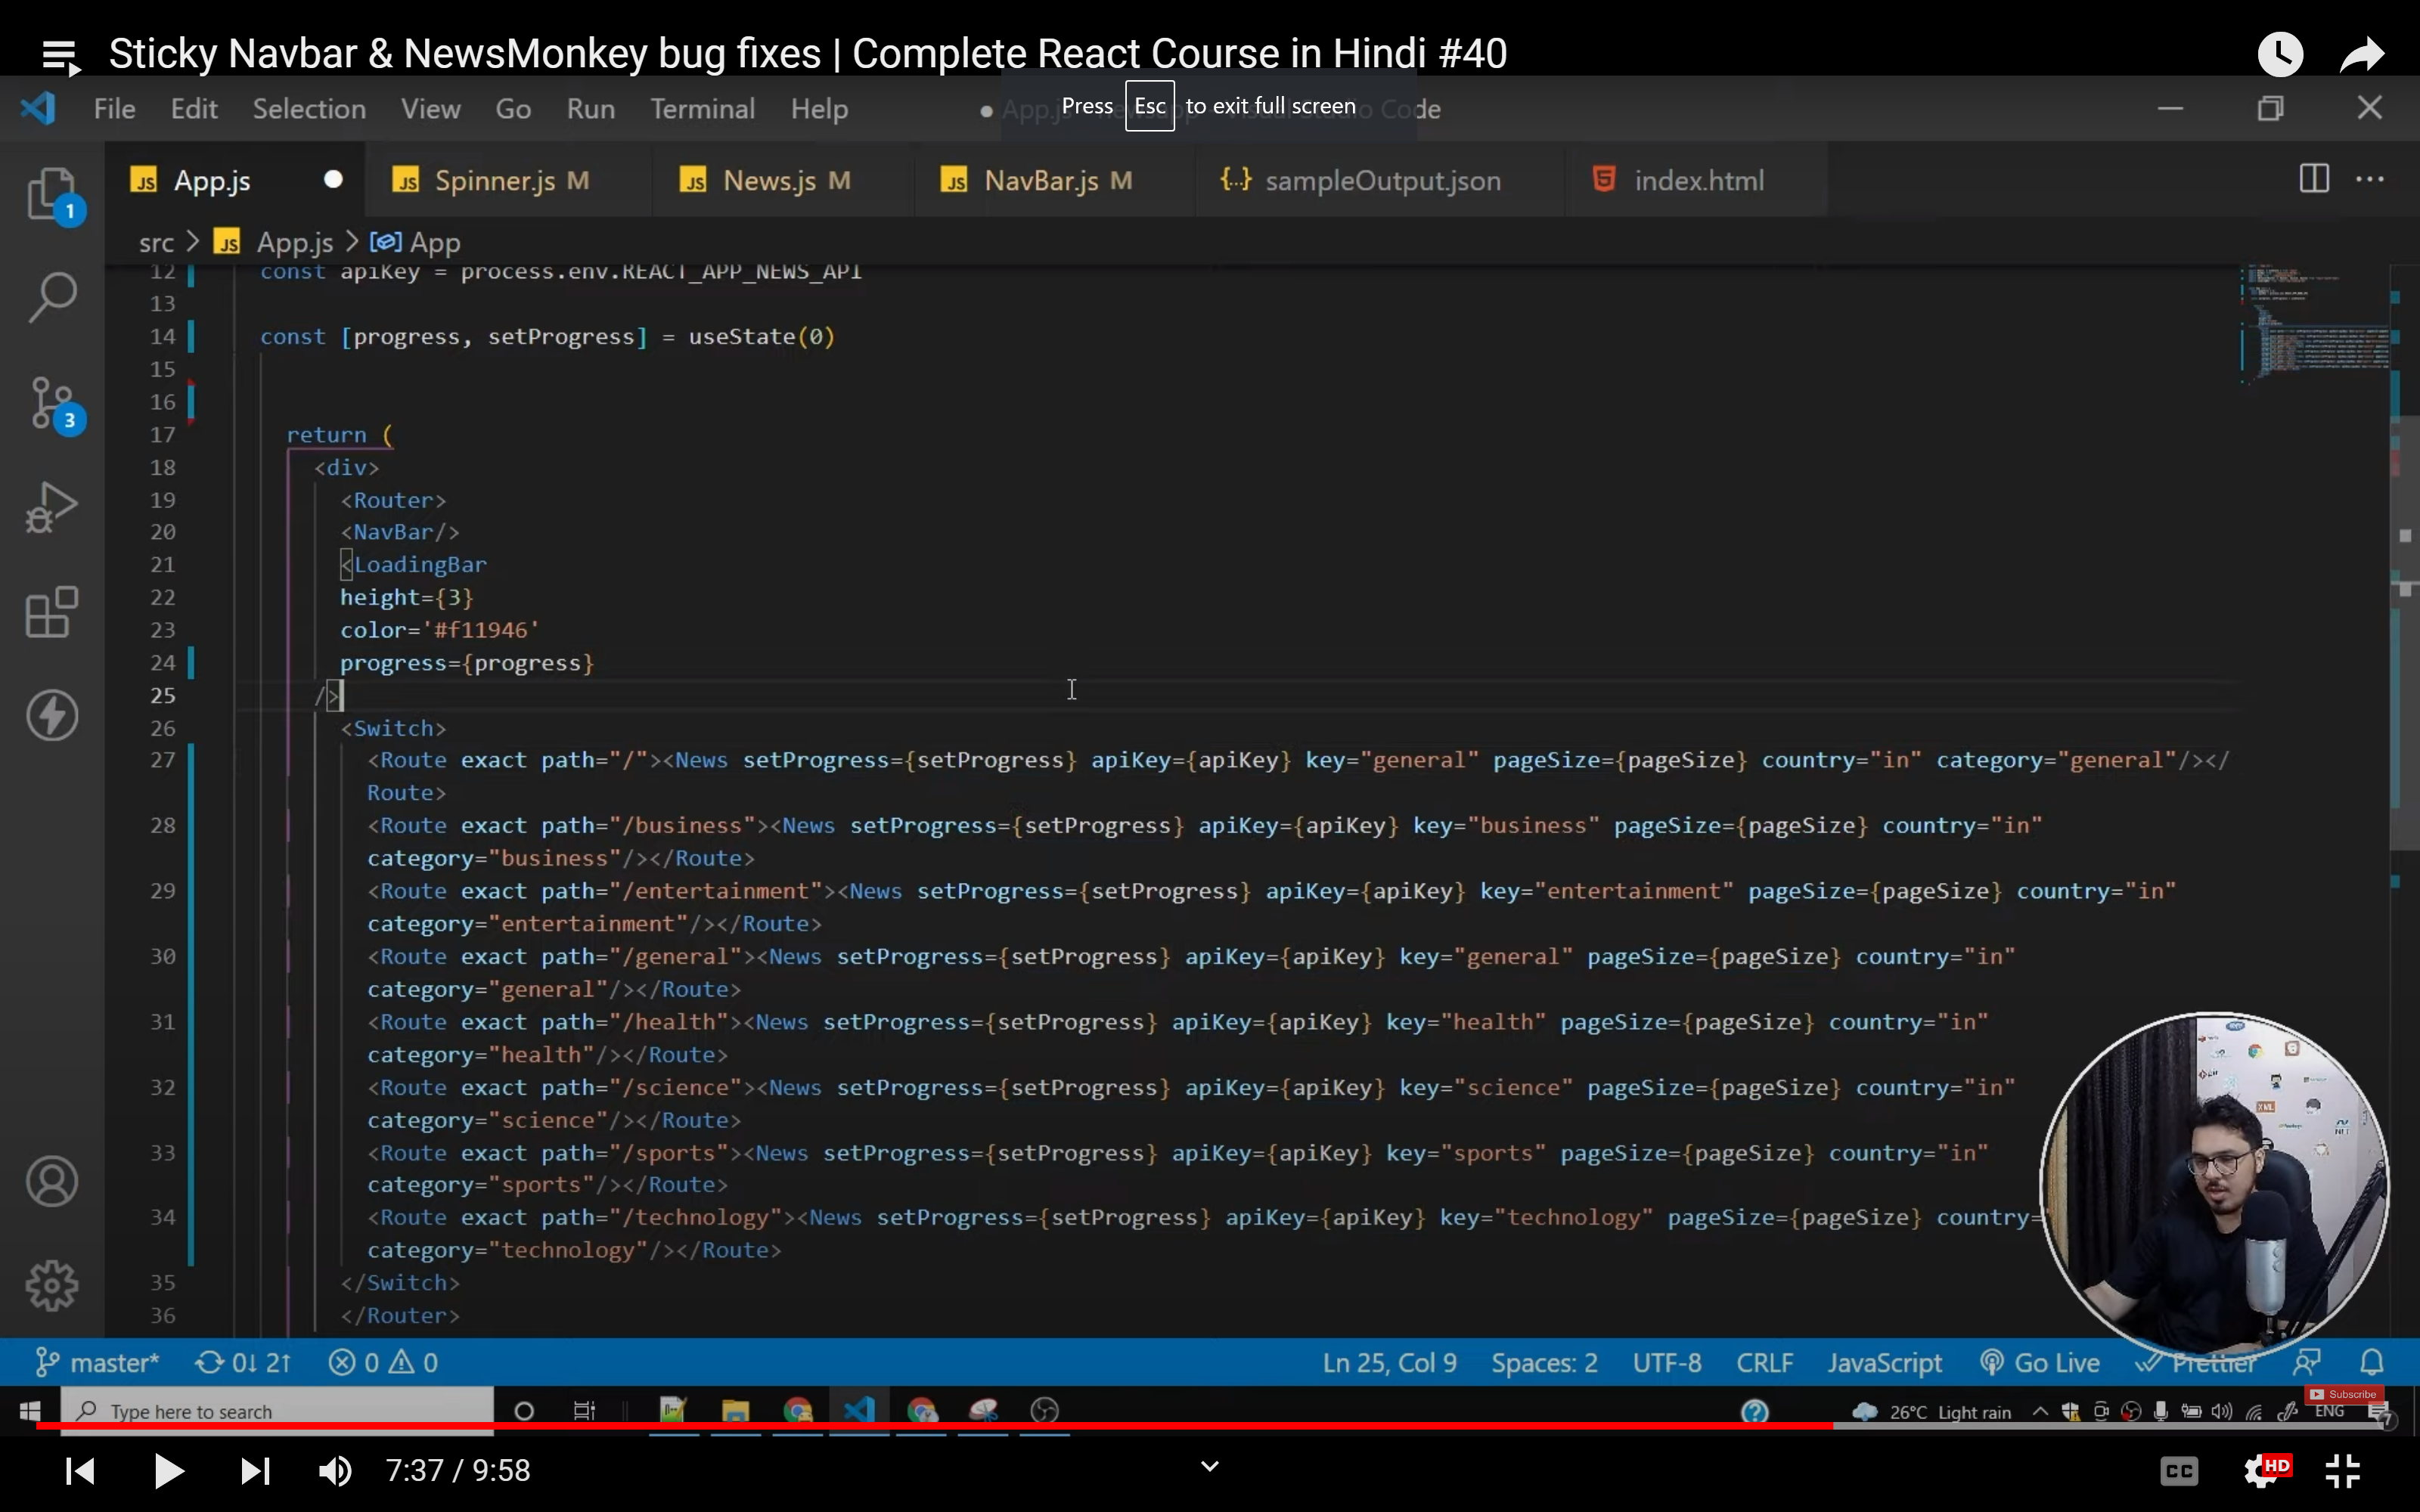 Sticky Navbar & NewsMonkey bug fixes | Complete React Course in Hindi #40
File Edit Selection View Go Run Terminal Help
Press Esc to exit full screen
App.js Spinner.js M News.js M NavBar.js M {..} sampleOutput.json index.html
src > JS App.js > App
12 const apiKey = process.env.REACT_APP_NEWS_API
13
14 const [progress, setProgress] = useState(0)
15
16
17 return (
18 <div>
19 <Router>
20 <NavBar/>
21 <LoadingBar
22 height={3}
23 color='#f11946'
24 progress={progress}
25 />
26 <Switch>
27 <Route exact path="/"><News setProgress={setProgress} apiKey={apiKey} key="general" pageSize={pageSize} country="in" category="general"/></
Route>
28 <Route exact path="/business"><News setProgress={setProgress} apiKey={apiKey} key="business" pageSize={pageSize} country="in"
category="business"/></Route>
29 <Route exact path="/entertainment"><News setProgress={setProgress} apiKey={apiKey} key="entertainment" pageSize={pageSize} country="in"
category="entertainment"/></Route>
30 <Route exact path="/general"><News setProgress={setProgress} apiKey={apiKey} key="general" pageSize={pageSize} country="in"
category="general"/></Route>
31 <Route exact path="/health"><News setProgress={setProgress} apiKey={apiKey} key="health" pageSize={pageSize} country="in"
category="health"/></Route>
32 <Route exact path="/science"><News setProgress={setProgress} apiKey={apiKey} key="science" pageSize={pageSize} country="in"
category="science"/></Route>
33 <Route exact path="/sports"><News setProgress={setProgress} apiKey={apiKey} key="sports" pageSize={pageSize} country="in"
category="sports"/></Route>
34 <Route exact path="/technology"><News setProgress={setProgress} apiKey={apiKey} key="technology" pageSize={pageSize} country=
category="technology"/></Route>
35 </Switch>
36 </Router>
1
3
master* 0↓ 2↑ 0 0 Ln 25, Col 9 Spaces: 2 UTF-8 CRLF JavaScript Go Live Prettier
Subscribe
Type here to search 26°C Light rain ENG 7
7:37 / 9:58 CC HD